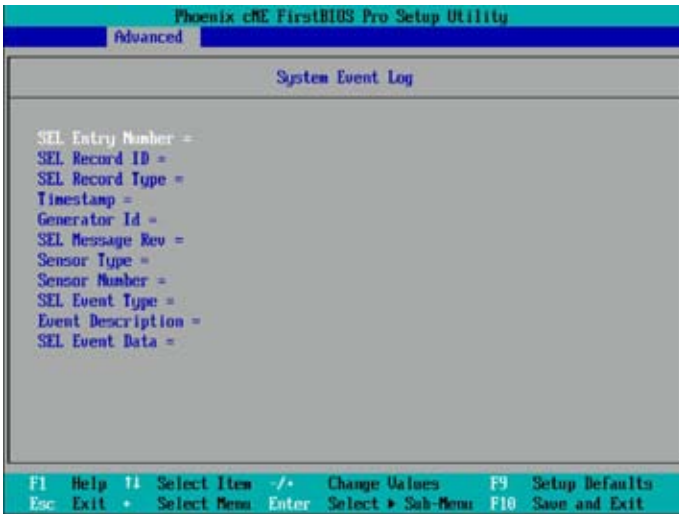 Phoenix cME FirstBIOS Pro Setup Utility
Advanced
System Event Log
SEL Entry Number =
SEL Record ID =
SEL Record Type =
Timestamp =
Generator Id =
SEL Message Rev =
Sensor Type =
Sensor Number =
SEL Event Type =
Event Description =
SEL Event Data =
F1 Help ↑↓ Select Item -/+ Change Values F9 Setup Defaults
Esc Exit ↔ Select Menu Enter Select ▶ Sub-Menu F10 Save and Exit